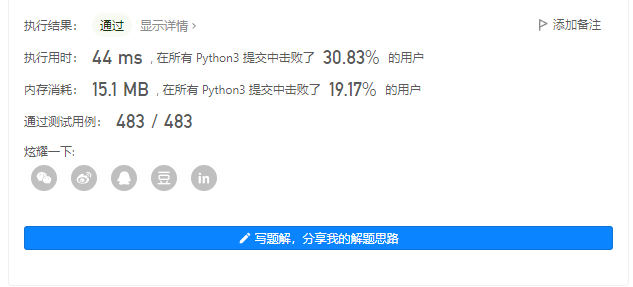 执行结果： 通过 显示详情 › 添加备注
执行用时： 44 ms , 在所有 Python3 提交中击败了 30.83% 的用户
内存消耗： 15.1 MB , 在所有 Python3 提交中击败了 19.17% 的用户
通过测试用例： 483 / 483
炫耀一下:
豆 in
写题解，分享我的解题思路